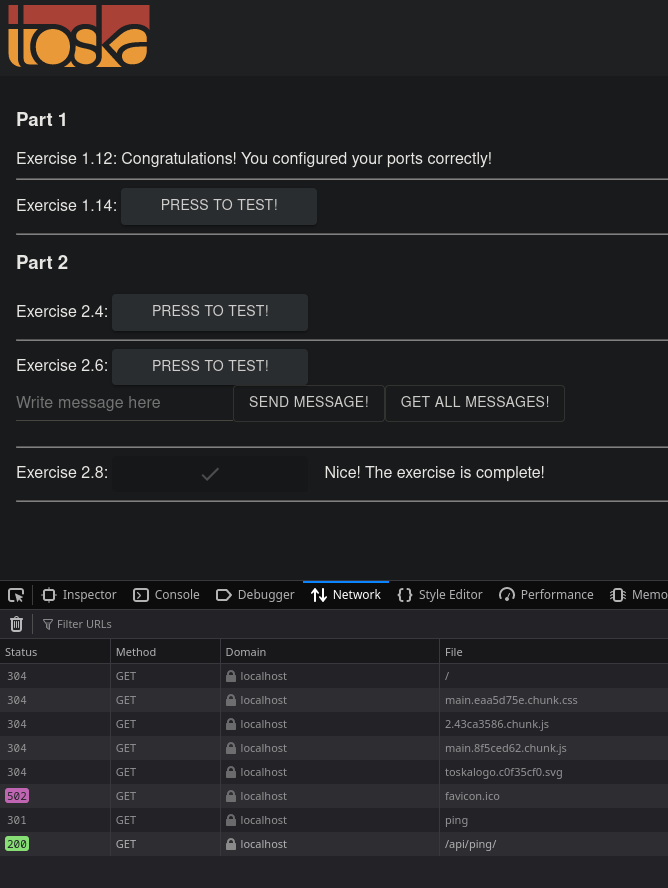 toska
Part 1
Exercise 1.12: Congratulations! You configured your ports correctly!
Exercise 1.14: PRESS TO TEST!
Part 2
Exercise 2.4: PRESS TO TEST!
Exercise 2.6: PRESS TO TEST!
Write message here SEND MESSAGE! GET ALL MESSAGES!
Exercise 2.8: Nice! The exercise is complete!
Inspector Console Debugger Network Style Editor Performance Memo
Filter URLs
Status Method Domain File
304 GET localhost /
304 GET localhost main.eaa5d75e.chunk.css
304 GET localhost 2.43ca3586.chunk.js
304 GET localhost main.8f5ced62.chunk.js
304 GET localhost toskalogo.c0f35cf0.svg
502 GET localhost favicon.ico
301 GET localhost ping
200 GET localhost /api/ping/